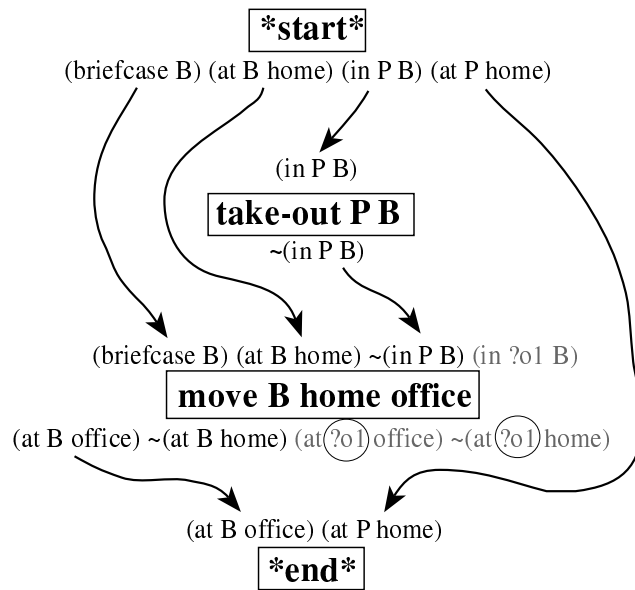 *start*
(briefcase B) (at B home) (in P B) (at P home)
(in P B)
take-out P B
~(in P B)
(briefcase B) (at B home) ~(in P B) (in ?o1 B)
move B home office
(at B office) ~(at B home) (at ?o1 office) ~(at ?o1 home)
(at B office) (at P home)
*end*